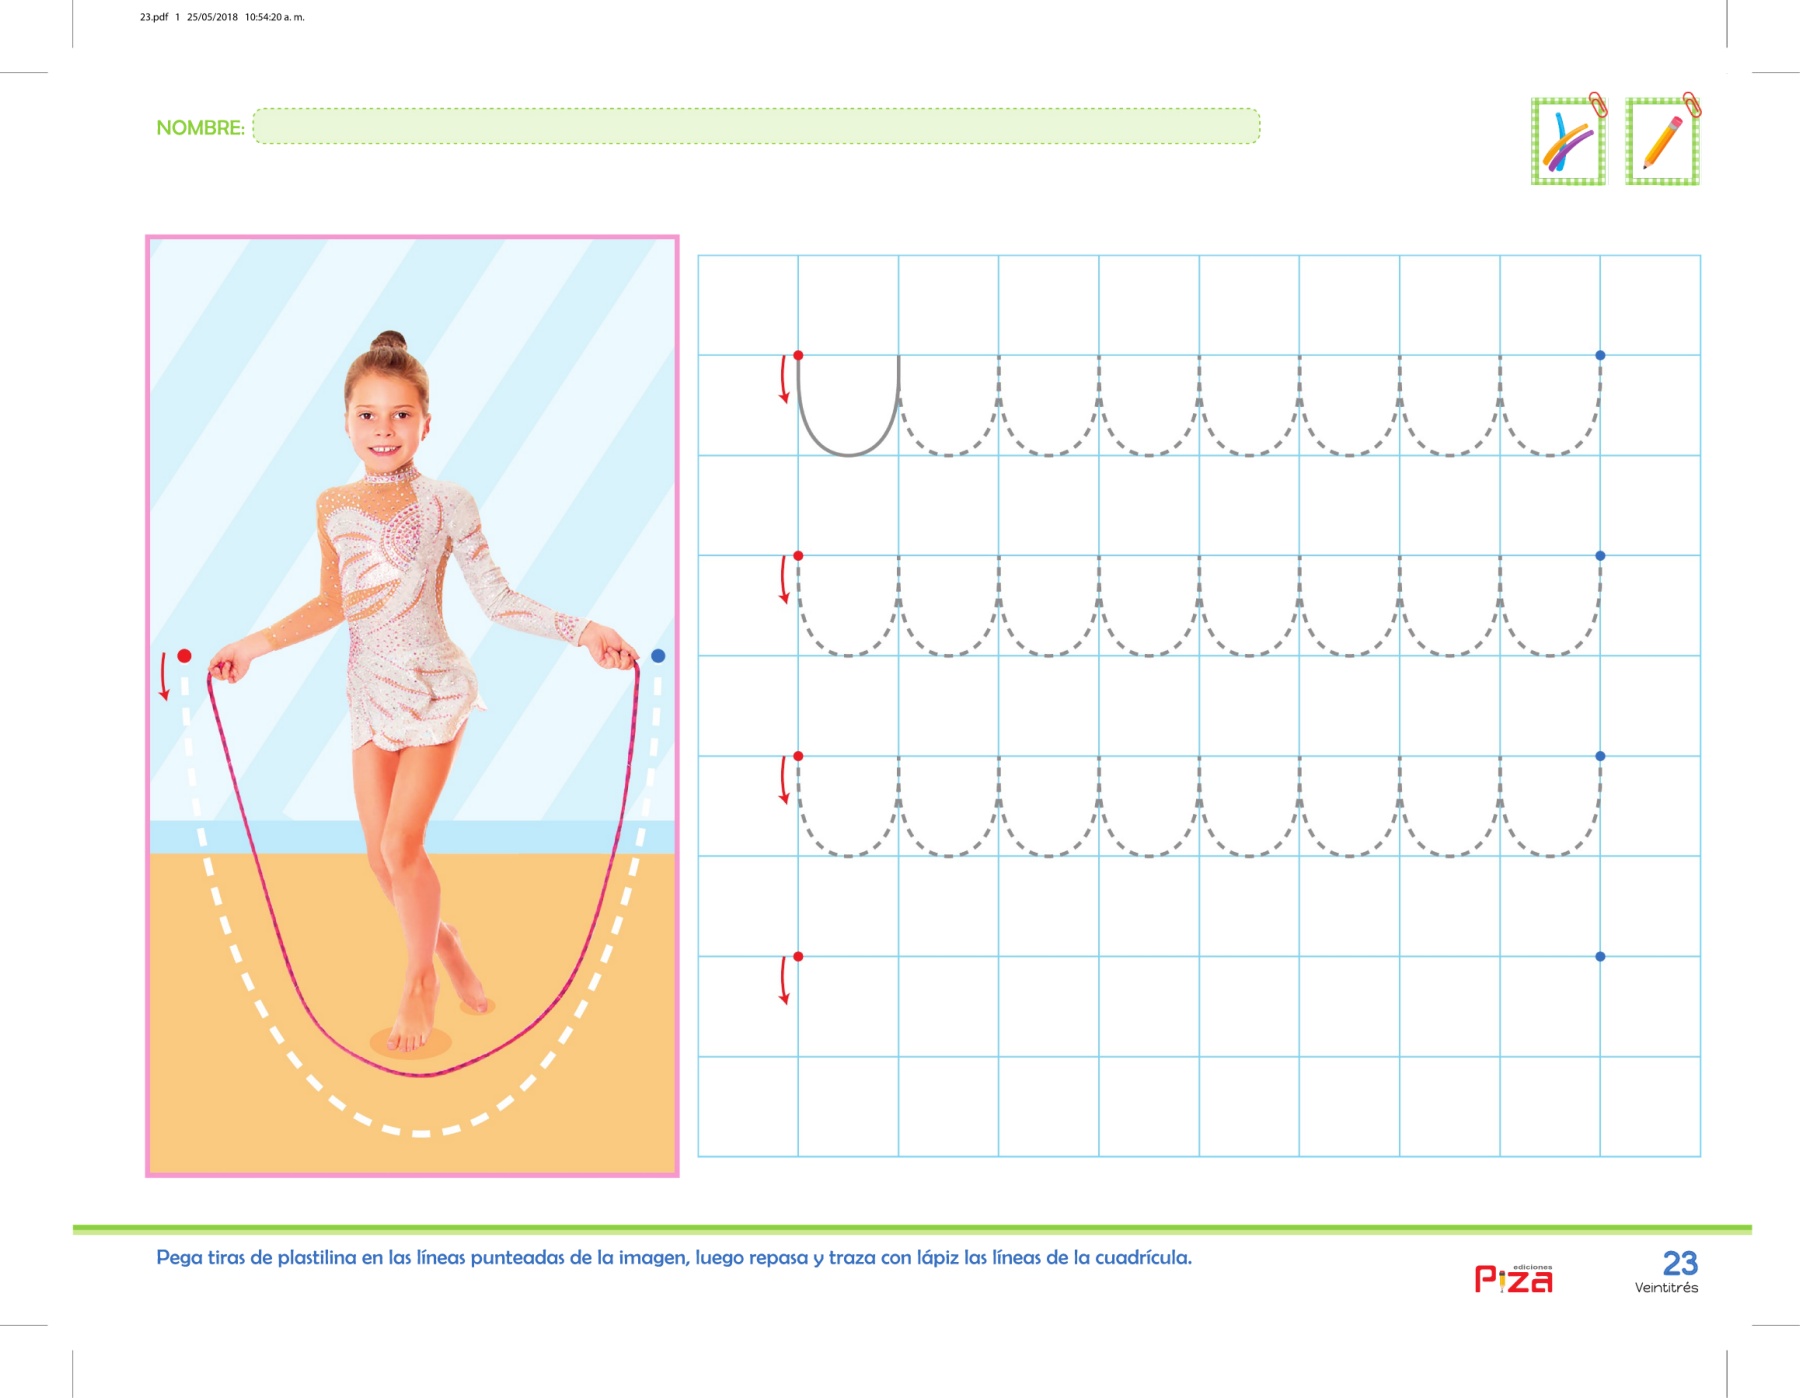 23.pdf 1 25/05/2018 10:54:20 a. m.
NOMBRE:
Pega tiras de plastilina en las líneas punteadas de la imagen, luego repasa y traza con lápiz las líneas de la cuadrícula.
ediciones
Piza
23
Veintitrés